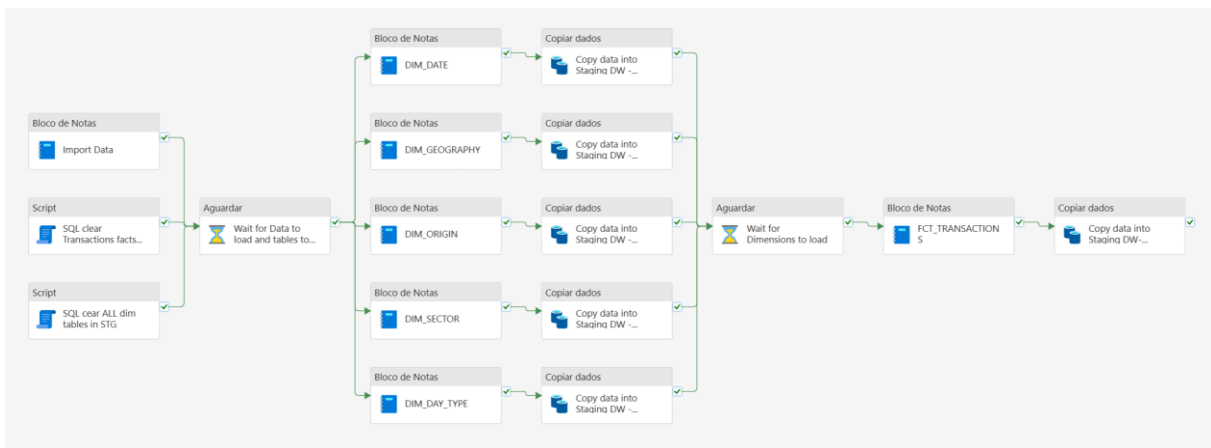 Bloco de Notas
Import Data
Script
SQL clear
Transactions facts...
Script
SQL cear ALL dim
tables in STG
Aguardar
Wait for Data to
load and tables to...
Bloco de Notas
DIM_DATE
Copiar dados
Copy data into
Staging DW -...
Bloco de Notas
DIM_GEOGRAPHY
Copiar dados
Copy data into
Staging DW -...
Bloco de Notas
DIM_ORIGIN
Copiar dados
Copy data into
Staging DW -...
Bloco de Notas
DIM_SECTOR
Copiar dados
Copy data into
Staging DW -...
Bloco de Notas
DIM_DAY_TYPE
Copiar dados
Copy data into
Staging DW -...
Aguardar
Wait for
Dimensions to load
Bloco de Notas
FCT_TRANSACTION
S
Copiar dados
Copy data into
Staging DW-...